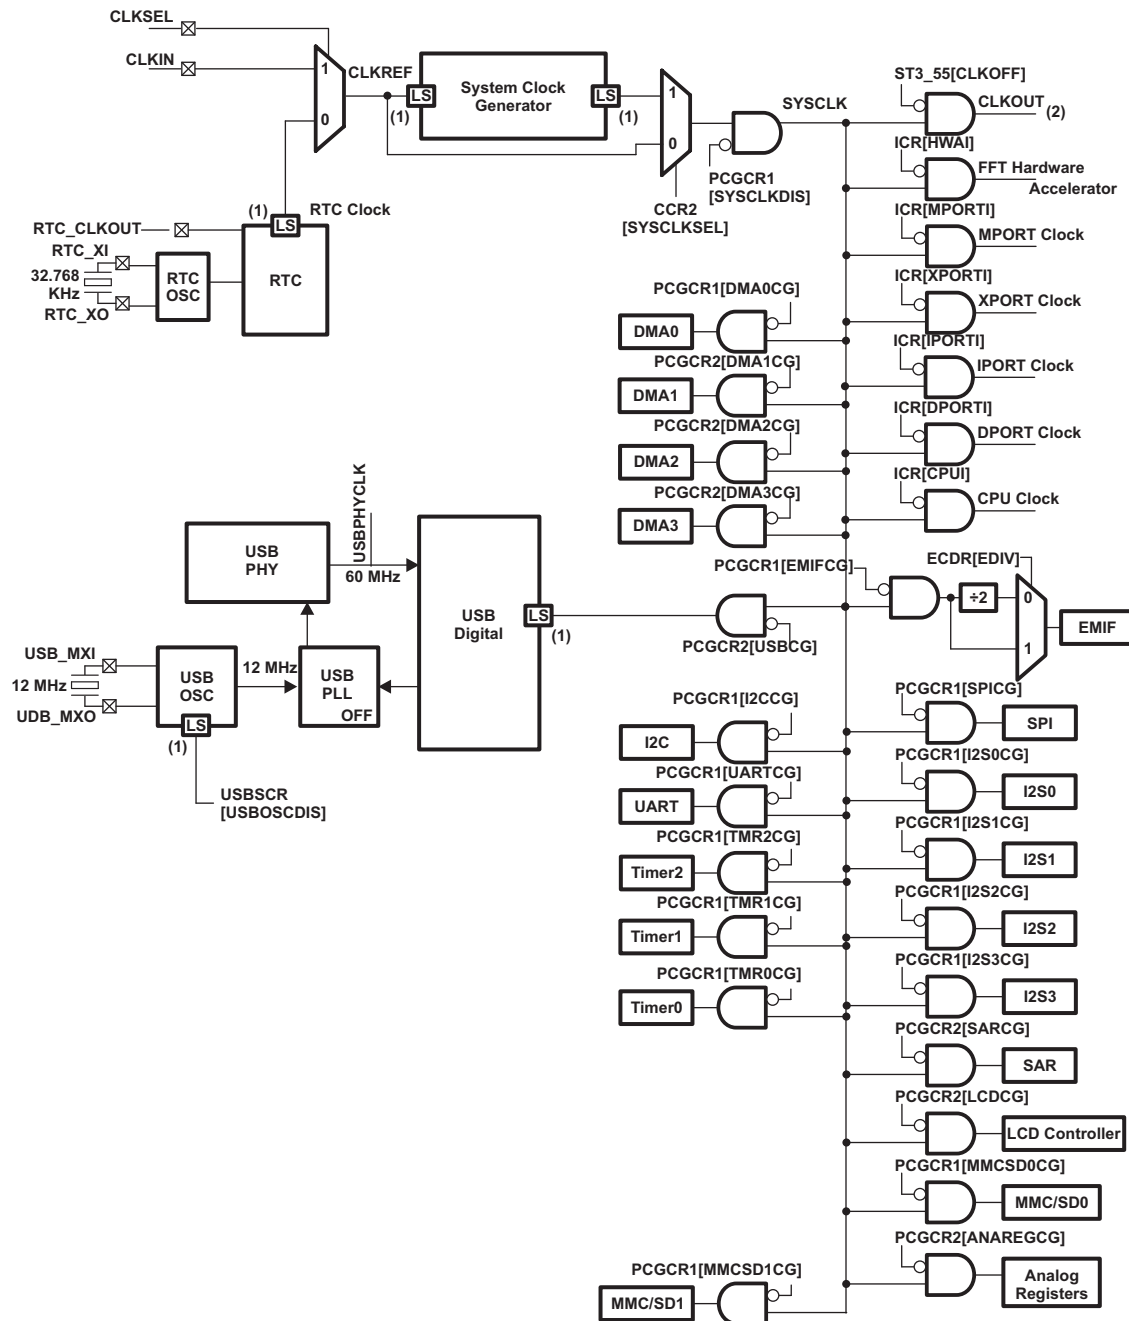 CLKSEL
CLKIN
1
0
CLKREF
LS
(1)
System Clock
Generator
LS
(1)
1
0
CCR2
[SYSCLKSEL]
PCGCR1
[SYSCLKDIS]
SYSCLK
RTC_CLKOUT
(1)
LS
RTC Clock
RTC_XI
32.768
KHz
RTC_XO
RTC
OSC
RTC
ST3_55[CLKOFF]
CLKOUT
(2)
ICR[HWAI]
FFT Hardware
Accelerator
ICR[MPORTI]
MPORT Clock
ICR[XPORTI]
XPORT Clock
ICR[IPORTI]
IPORT Clock
ICR[DPORTI]
DPORT Clock
ICR[CPUI]
CPU Clock
PCGCR1[DMA0CG]
DMA0
PCGCR2[DMA1CG]
DMA1
PCGCR2[DMA2CG]
DMA2
PCGCR2[DMA3CG]
DMA3
PCGCR1[EMIFCG]
ECDR[EDIV]
÷2
0
1
EMIF
USB
PHY
USBPHYCLK
60 MHz
USB
Digital
LS
(1)
PCGCR2[USBCG]
USB_MXI
12 MHz
UDB_MXO
USB
OSC
LS
(1)
12 MHz
USB
PLL
OFF
USBSCR
[USBOSCDIS]
PCGCR1[I2CCG]
I2C
PCGCR1[UARTCG]
UART
PCGCR1[TMR2CG]
Timer2
PCGCR1[TMR1CG]
Timer1
PCGCR1[TMR0CG]
Timer0
PCGCR1[SPICG]
SPI
PCGCR1[I2S0CG]
I2S0
PCGCR1[I2S1CG]
I2S1
PCGCR1[I2S2CG]
I2S2
PCGCR1[I2S3CG]
I2S3
PCGCR2[SARCG]
SAR
PCGCR2[LCDCG]
LCD Controller
PCGCR1[MMCSD0CG]
MMC/SD0
PCGCR2[ANAREGCG]
Analog
Registers
PCGCR1[MMCSD1CG]
MMC/SD1